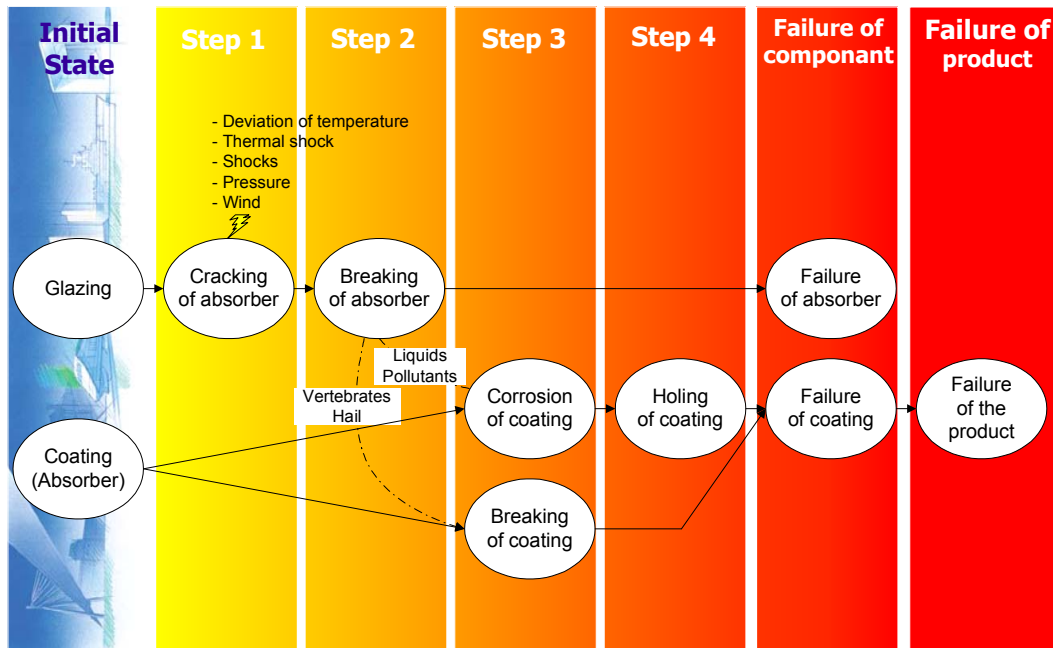 Initial
State
Step 1
Step 2
Step 3
Step 4
Failure of
componant
Failure of
product
- Deviation of temperature
- Thermal shock
- Shocks
- Pressure
- Wind
Glazing
Cracking
of absorber
Breaking
of absorber
Failure
of absorber
Liquids
Pollutants
Vertebrates
Hail
Coating
(Absorber)
Corrosion
of coating
Holing
of coating
Failure
of coating
Failure
of the
product
Breaking
of coating